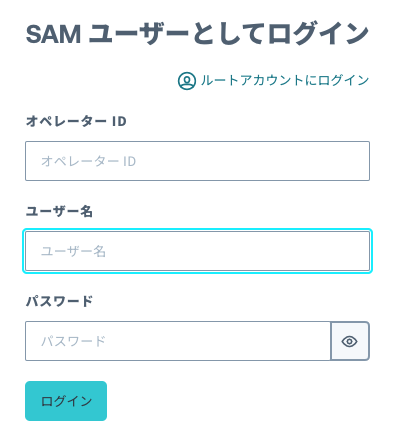 SAM ユーザーとしてログイン
ルートアカウントにログイン
オペレーター ID
オペレーター ID
ユーザー名
ユーザー名
パスワード
パスワード
ログイン